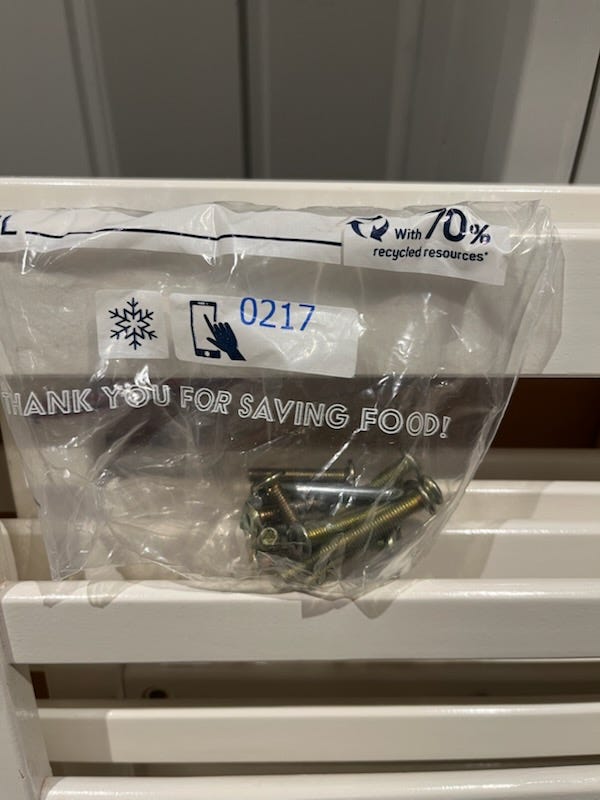 With 70%
recycled resources*
0217
THANK YOU FOR SAVING FOOD!